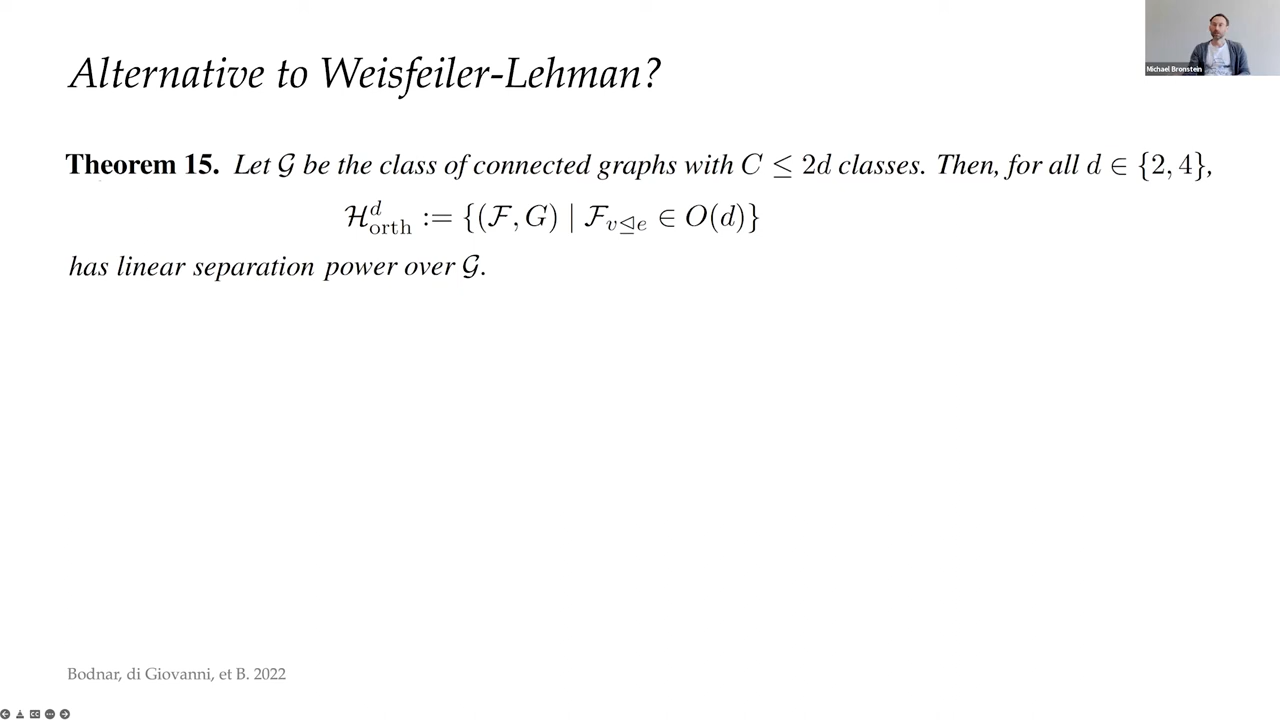 Alternative to Weisfeiler-Lehman?
Michael Bronstein
Theorem 15. Let 𝒢 be the class of connected graphs with C ≤ 2d classes. Then, for all d ∈ {2, 4},
ℋ^d_orth := {(ℱ, G) | ℱ_{v⊴e} ∈ O(d)}
has linear separation power over 𝒢.
Bodnar, di Giovanni, et B. 2022